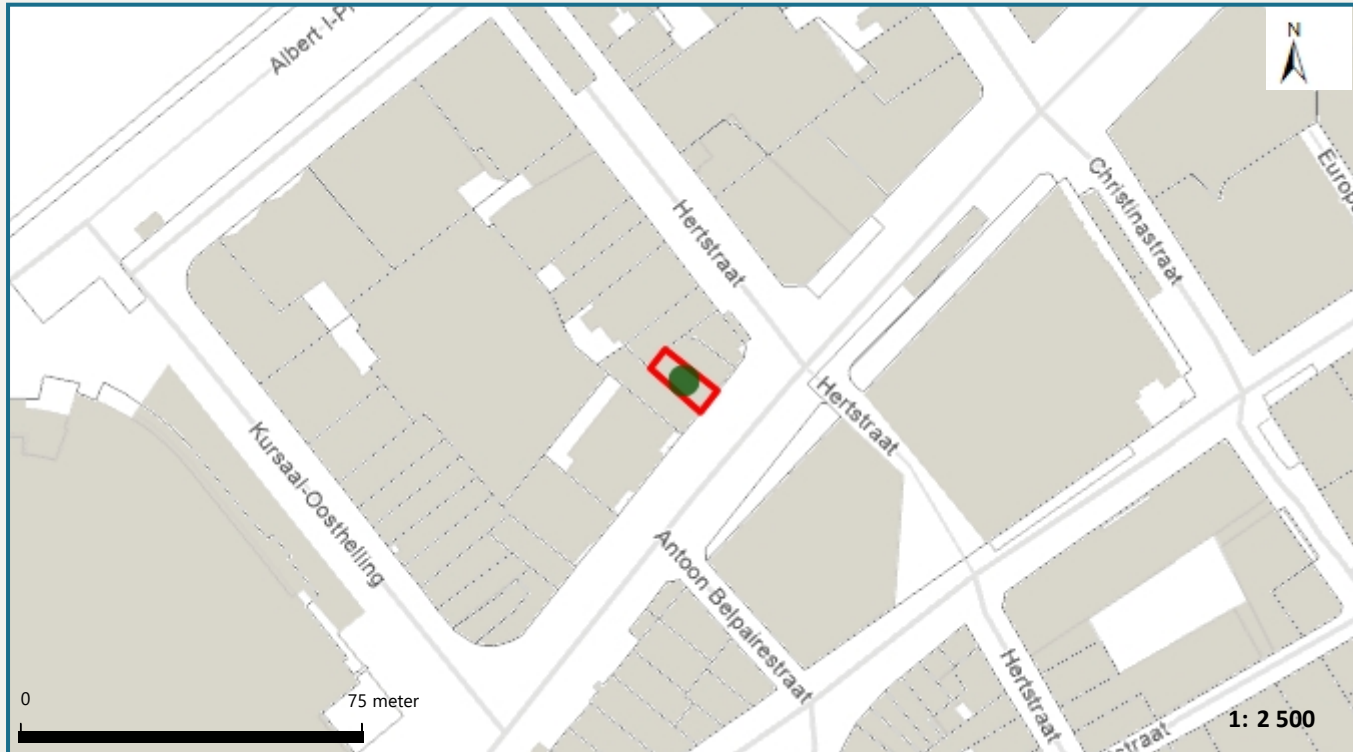 Albert I-P
N
Christinastraat
Europ
Hertstraat
Hertstraat
Kursaal-Oosthelling
Antoon Belpairestraat
Hertstraat
0
75 meter
1: 2 500
straat